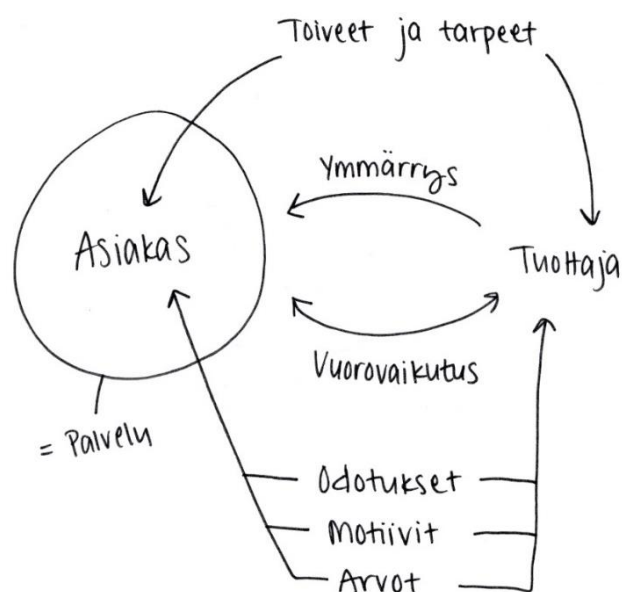 Toiveet ja tarpeet
Ymmärrys
Asiakas
Tuottaja
Vuorovaikutus
= Palvelu
Odotukset
Motiivit
Arvot